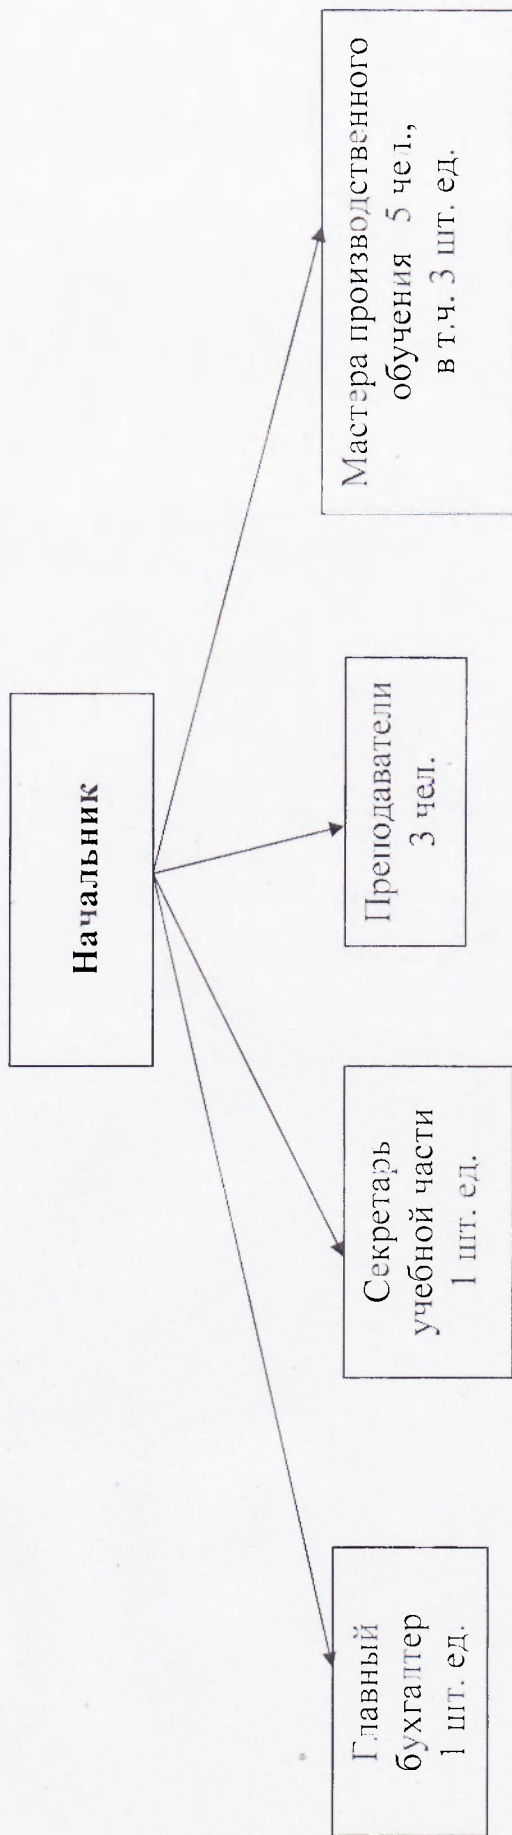 Начальник
Главный
бухгалтер
1 шт. ед.
Секретарь
учебной части
1 шт. ед.
Преподаватели
3 чел.
Мастера производственного
обучения 5 чел.,
в т.ч. 3 шт. ед.